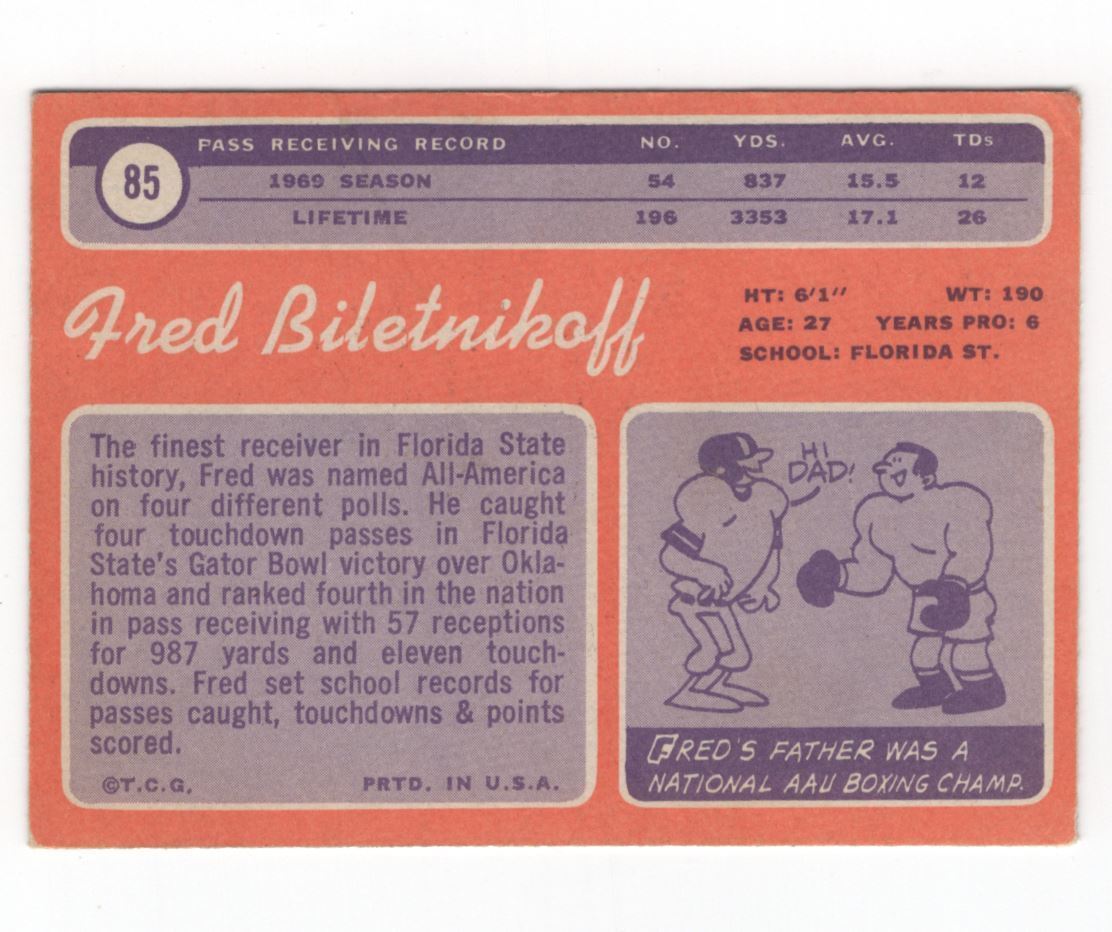 85
PASS RECEIVING RECORD NO. YDS. AVG. TDs
1969 SEASON 54 837 15.5 12
LIFETIME 196 3353 17.1 26
Fred Biletnikoff
HT: 6'1" WT: 190
AGE: 27 YEARS PRO: 6
SCHOOL: FLORIDA ST.
The finest receiver in Florida State
history, Fred was named All-America
on four different polls. He caught
four touchdown passes in Florida
State's Gator Bowl victory over Okla-
homa and ranked fourth in the nation
in pass receiving with 57 receptions
for 987 yards and eleven touch-
downs. Fred set school records for
passes caught, touchdowns & points
scored.
©T.C.G. PRTD. IN U.S.A.
HI
DAD!
FRED'S FATHER WAS A
NATIONAL AAU BOXING CHAMP.